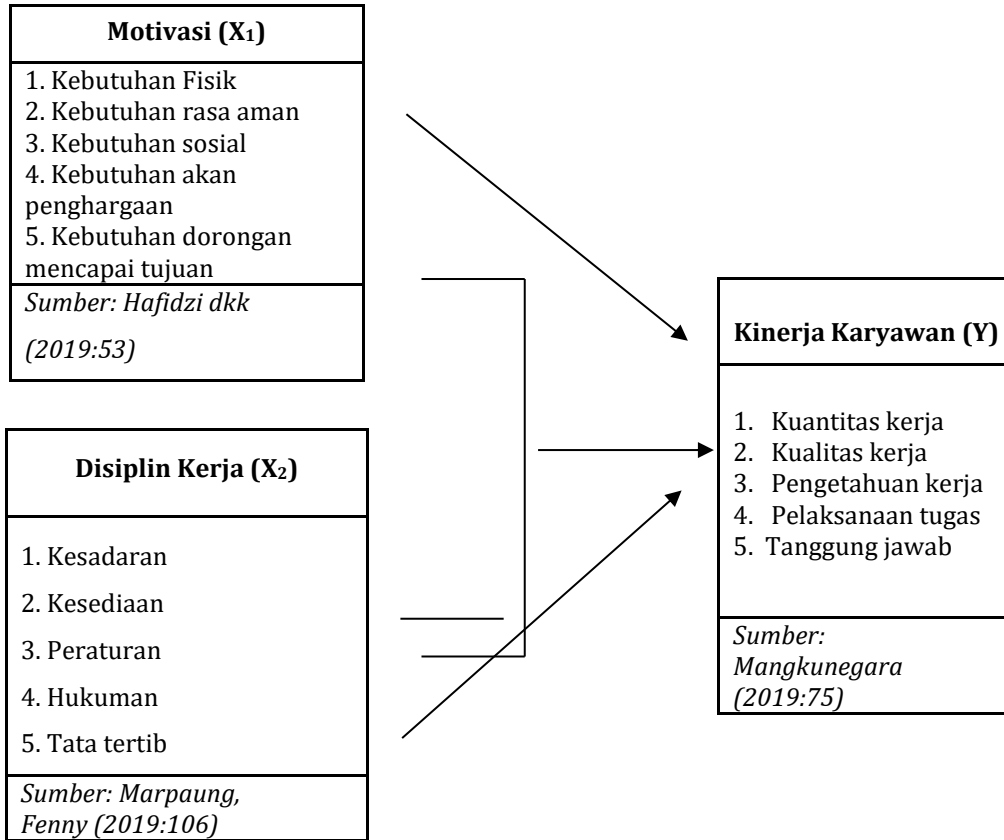 Motivasi (X₁)
1. Kebutuhan Fisik
2. Kebutuhan rasa aman
3. Kebutuhan sosial
4. Kebutuhan akan
penghargaan
5. Kebutuhan dorongan
mencapai tujuan
Sumber: Hafidzi dkk
(2019:53)
Disiplin Kerja (X₂)
1. Kesadaran
2. Kesediaan
3. Peraturan
4. Hukuman
5. Tata tertib
Sumber: Marpaung,
Fenny (2019:106)
Kinerja Karyawan (Y)
1. Kuantitas kerja
2. Kualitas kerja
3. Pengetahuan kerja
4. Pelaksanaan tugas
5. Tanggung jawab
Sumber:
Mangkunegara
(2019:75)